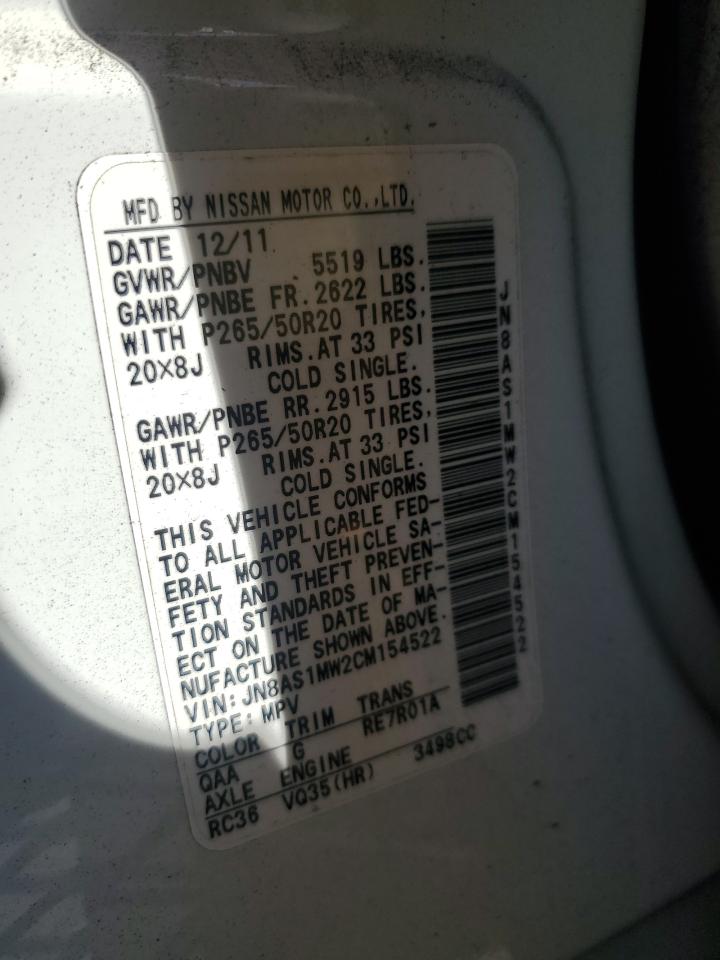 MFD BY NISSAN MOTOR CO.,LTD.
DATE 12/11
GVWR/PNBV 5519 LBS.
GAWR/PNBE FR. 2622 LBS.
WITH P265/50R20 TIRES,
20X8J RIMS. AT 33 PSI
COLD SINGLE.
GAWR/PNBE RR. 2915 LBS.
WITH P265/50R20 TIRES,
20X8J RIMS. AT 33 PSI
COLD SINGLE.
THIS VEHICLE CONFORMS
TO ALL APPLICABLE FED-
ERAL MOTOR VEHICLE SA-
FETY AND THEFT PREVEN-
TION STANDARDS IN EFF-
ECT ON THE DATE OF MA-
NUFACTURE SHOWN ABOVE.
VIN: JN8AS1MW2CM154522
TYPE: MPV
COLOR TRIM TRANS
QAA G RE7R01A
AXLE ENGINE
RC36 VQ35(HR) 3498CC
JN8AS1MW2CM154522